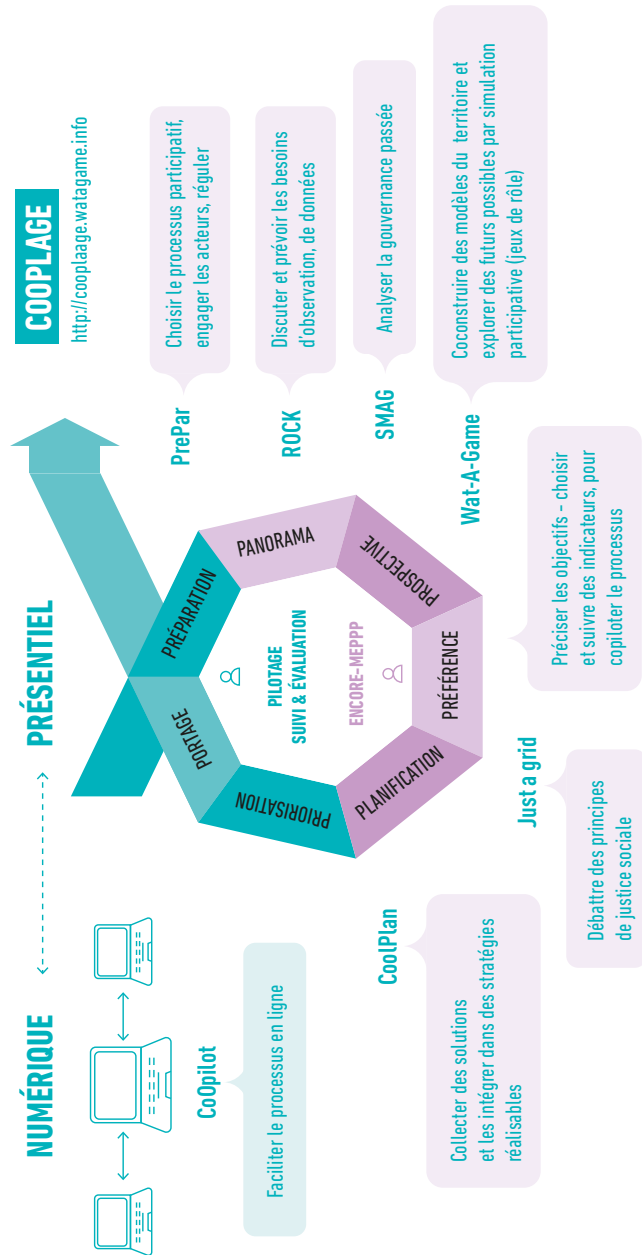 NUMÉRIQUE
PRÉSENTIEL
COOPLAGE
http://cooplaage.watagame.info
CoOpilot
Faciliter le processus en ligne
PORTAGE
PRÉPARATION
PANORAMA
PROSPECTIVE
PRÉFÉRENCE
PLANIFICATION
PRIORISATION
PILOTAGE
SUIVI & ÉVALUATION
ENCORE-MEPPP
PrePar
Choisir le processus participatif,
engager les acteurs, réguler
ROCK
Discuter et prévoir les besoins
d'observation, de données
SMAG
Analyser la gouvernance passée
Wat-A-Game
Coconstruire des modèles du territoire et
explorer des futurs possibles par simulation
participative (jeux de rôle)
Préciser les objectifs – choisir
et suivre des indicateurs, pour
copiloter le processus
Just a grid
Débattre des principes
de justice sociale
CoolPlan
Collecter des solutions
et les intégrer dans des stratégies
réalisables